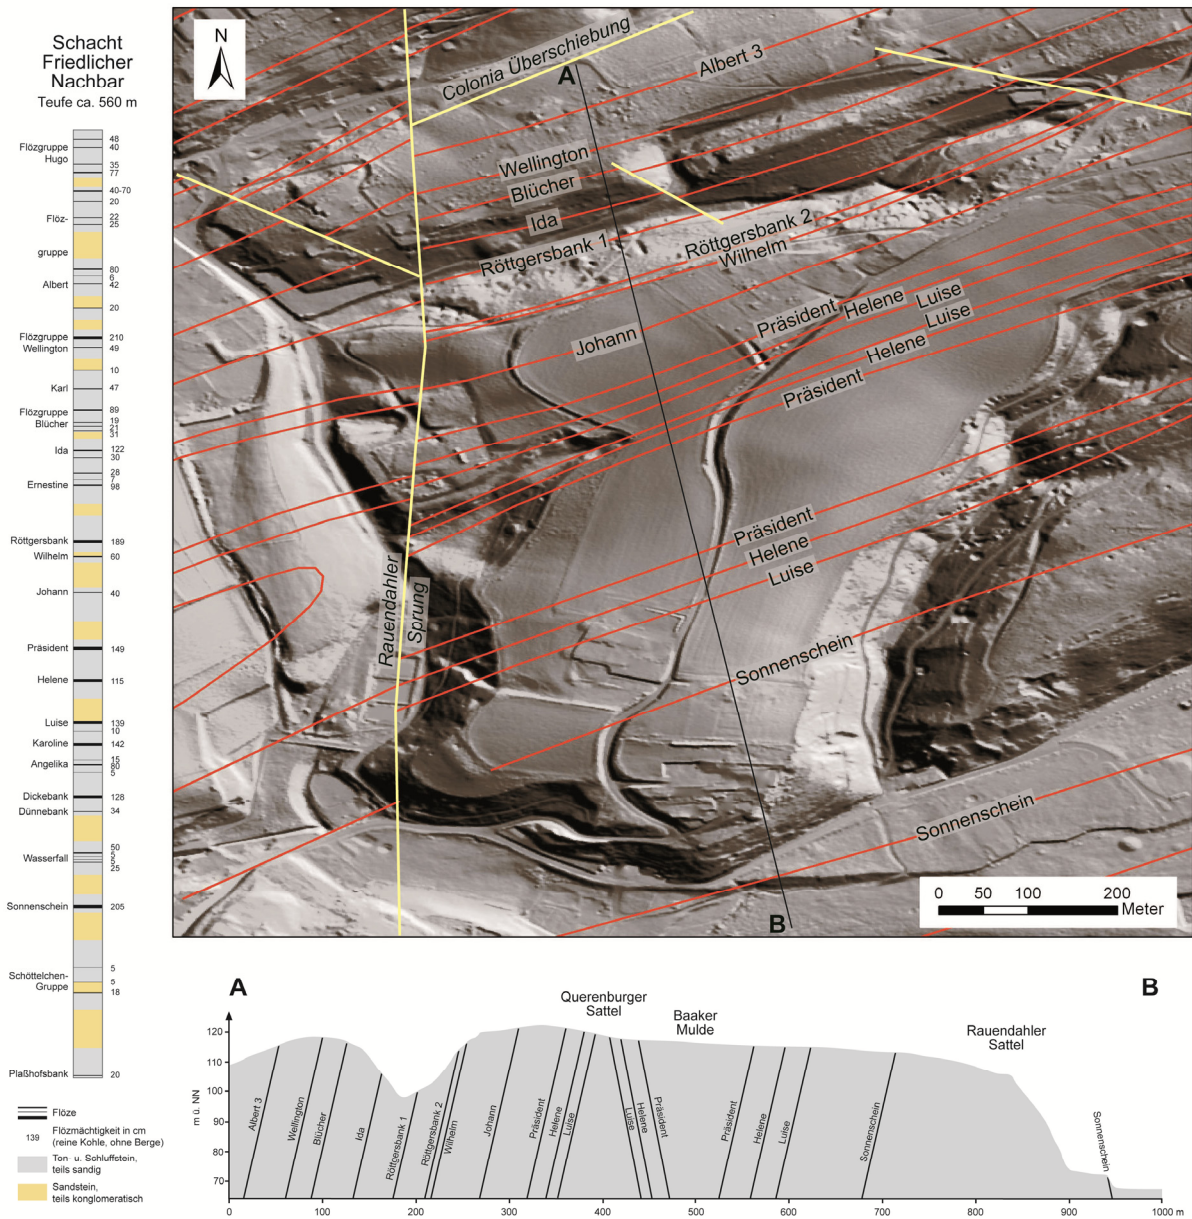 Schacht
Friedlicher
Nachbar
Teufe ca. 560 m
48
Flözgruppe 40
Hugo 35
77
40-70
20
Flöz- 22
25
gruppe
80
6
Albert 42
20
Flözgruppe 210
Wellington 49
10
Karl 47
Flözgruppe 89
19
Blücher 21
31
Ida 122
30
28
7
Ernestine 98
Röttgersbank 189
Wilhelm 60
Johann 40
Präsident 149
Helene 115
Luise 139
10
Karoline 142
15
Angelika 80
5
Dickebank 128
Dünnebank 34
50
Wasserfall 5
25
Sonnenschein 205
5
Schöttelchen- 5
Gruppe 18
Plaßhofsbank 20
Flöze
139 Flözmächtigkeit in cm
(reine Kohle, ohne Berge)
Ton- u. Schluffstein,
teils sandig
Sandstein,
teils konglomeratisch
N
Colonia Überschiebung
A
Albert 3
Wellington
Blücher
Ida
Röttgersbank 1
Röttgersbank 2
Wilhelm
Johann
Präsident
Helene
Luise
Luise
Helene
Präsident
Präsident
Helene
Luise
Rauendahler
Sprung
Sonnenschein
Sonnenschein
B
0 50 100 200
Meter
A B
Querenburger
Sattel
Baaker
Mulde
Rauendahler
Sattel
m ü. NN
120
110
100
90
80
70
Albert 3
Wellington
Blücher
Ida
Röttgersbank 1
Röttgersbank 2
Wilhelm
Johann
Präsident
Helene
Luise
Luise
Helene
Präsident
Präsident
Helene
Luise
Sonnenschein
Sonnenschein
0 100 200 300 400 500 600 700 800 900 1000 m